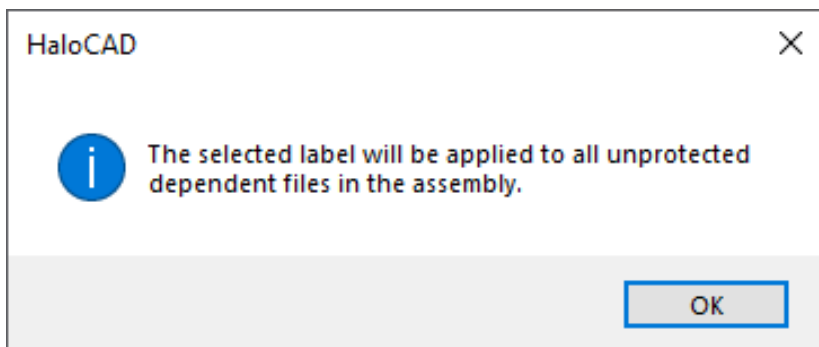 HaloCAD
The selected label will be applied to all unprotected
dependent files in the assembly.
OK